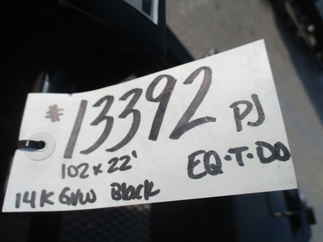 # 13392 PJ
102 x 22' EQ-T-DO
14K GVW Black